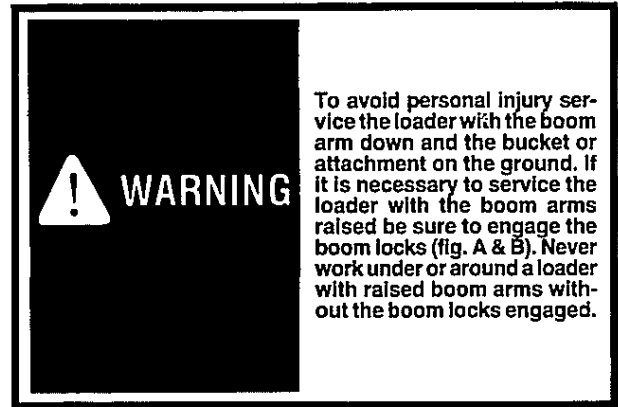 WARNING
To avoid personal injury ser-
vice the loader with the boom
arm down and the bucket or
attachment on the ground. If
it is necessary to service the
loader with the boom arms
raised be sure to engage the
boom locks (fig. A & B). Never
work under or around a loader
with raised boom arms with-
out the boom locks engaged.